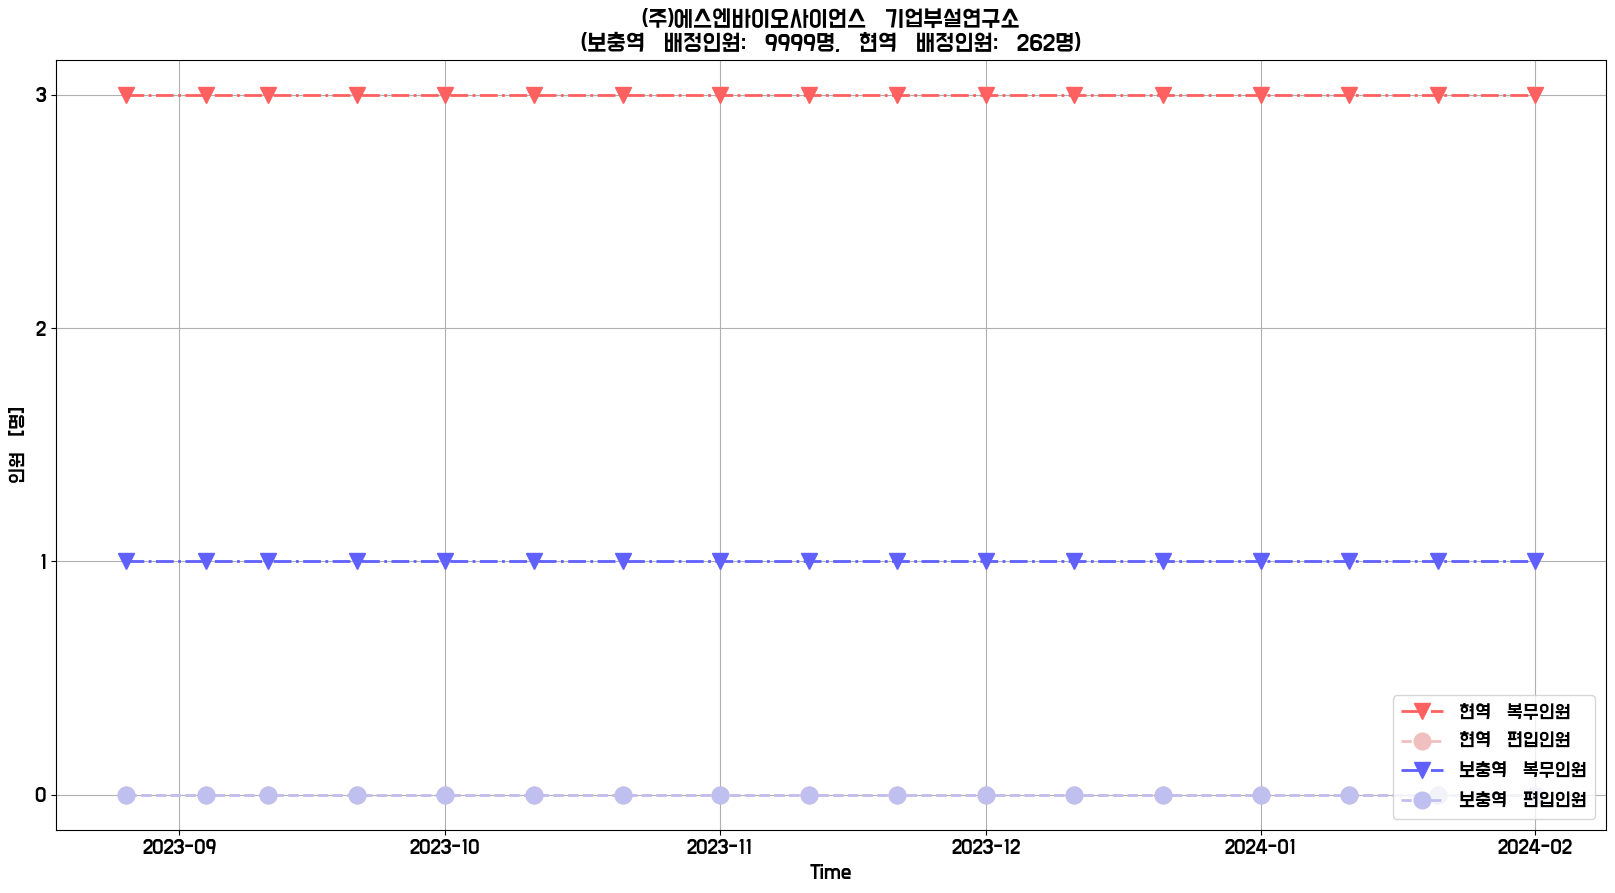 (주)에스엔바이오사이언스 기업부설연구소
(보충역 배정인원: 9999명, 현역 배정인원: 262명)
3
2
1
0
인원 [명]
2023-09 2023-10 2023-11 2023-12 2024-01 2024-02
Time
현역 복무인원
현역 편입인원
보충역 복무인원
보충역 편입인원